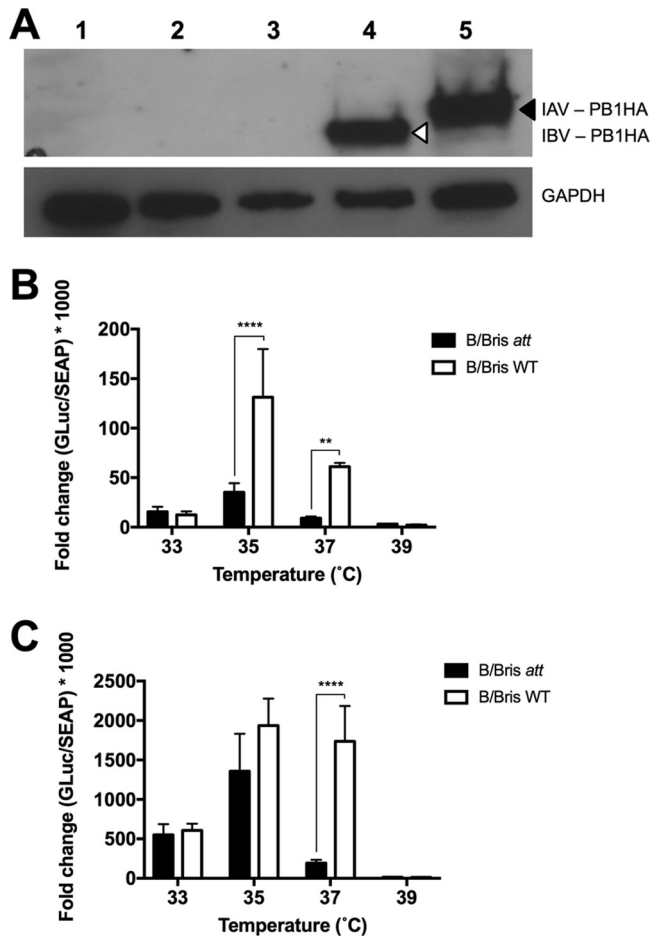 A
1 2 3 4 5
IAV – PB1HA
IBV – PB1HA
GAPDH
B
Fold change (GLuc/SEAP) * 1000
200
150
100
50
0
****
**
33 35 37 39
Temperature (˚C)
B/Bris att
B/Bris WT
C
Fold change (GLuc/SEAP) * 1000
2500
2000
1500
1000
500
0
****
33 35 37 39
Temperature (˚C)
B/Bris att
B/Bris WT